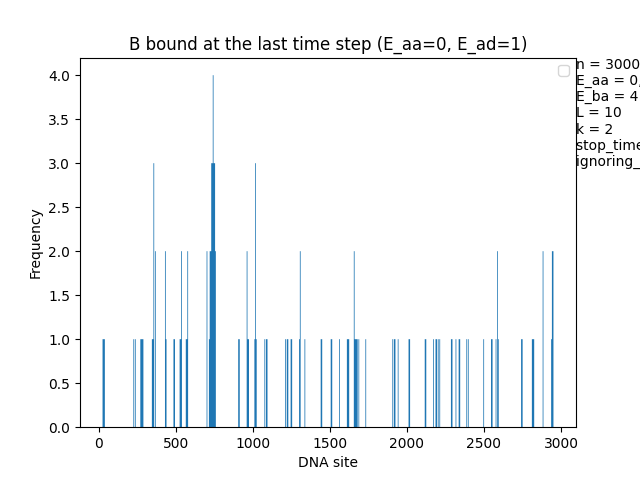 B bound at the last time step (E_aa=0, E_ad=1)
n = 3000
E_aa = 0,
E_ba = 4
L = 10
k = 2
stop_time
ignoring_
4.0
3.5
3.0
2.5
2.0
1.5
1.0
0.5
0.0
Frequency
0 500 1000 1500 2000 2500 3000
DNA site